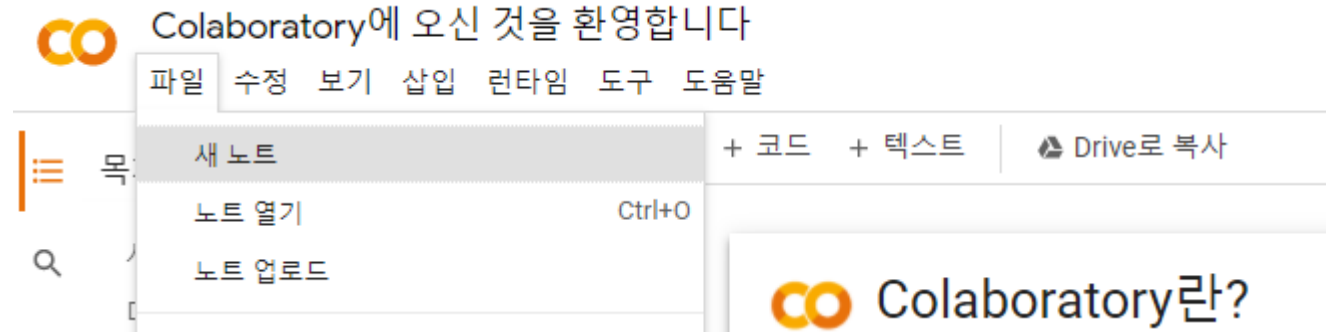 Colaboratory에 오신 것을 환영합니다
파일 수정 보기 삽입 런타임 도구 도움말
+ 코드 + 텍스트 Drive로 복사
새 노트
노트 열기 Ctrl+O
노트 업로드
Colaboratory란?